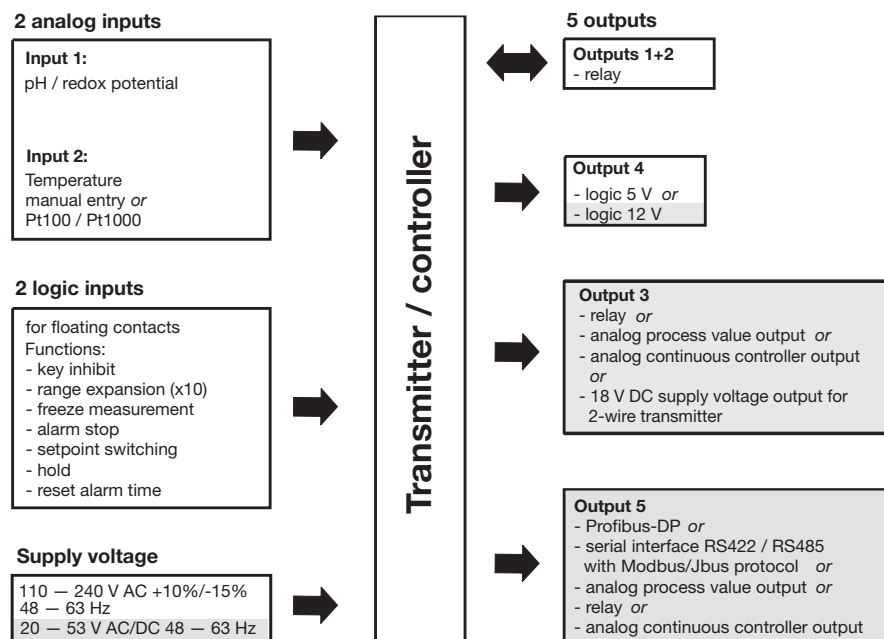 2 analog inputs
Input 1:
pH / redox potential
Input 2:
Temperature
manual entry or
Pt100 / Pt1000
2 logic inputs
for floating contacts
Functions:
- key inhibit
- range expansion (x10)
- freeze measurement
- alarm stop
- setpoint switching
- hold
- reset alarm time
Supply voltage
110 — 240 V AC +10%/-15%
48 — 63 Hz
20 — 53 V AC/DC 48 — 63 Hz
Transmitter / controller
5 outputs
Outputs 1+2
- relay
Output 4
- logic 5 V or
- logic 12 V
Output 3
- relay or
- analog process value output or
- analog continuous controller output
or
- 18 V DC supply voltage output for
2-wire transmitter
Output 5
- Profibus-DP or
- serial interface RS422 / RS485
with Modbus/Jbus protocol or
- analog process value output or
- relay or
- analog continuous controller output